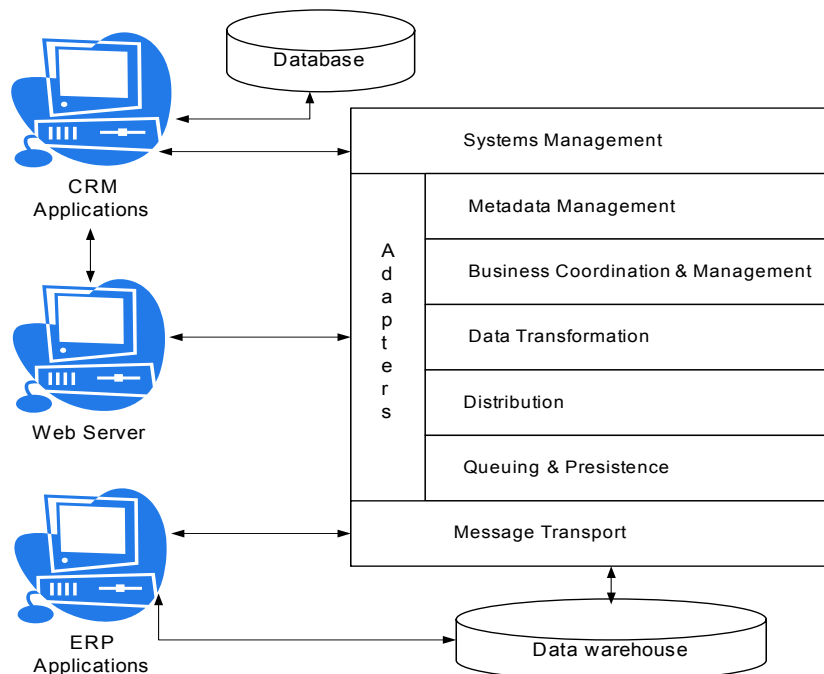 Database
Systems Management
CRM
Applications
Adapters
Metadata Management
Business Coordination & Management
Data Transformation
Web Server
Distribution
Queuing & Presistence
Message Transport
ERP
Applications
Data warehouse